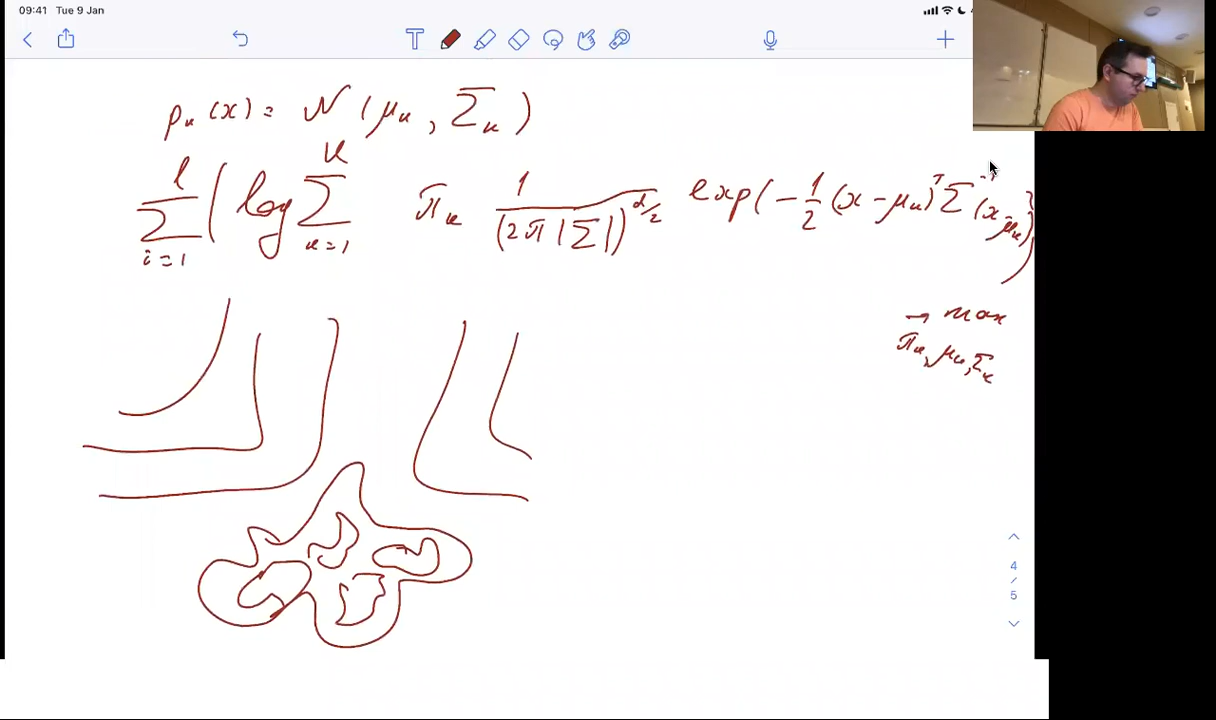 09:41 Tue 9 Jan
p_k(x) = N(μ_k, Σ_k)
Σ_{i=1}^{l} ( log Σ_{k=1}^{K} π_k 1/(2π|Σ|)^{d/2} exp(-1/2 (x-μ_k)^T Σ^{-1} (x-μ_k)) )
→ max
π_k, μ_k, Σ_k
4
/
5